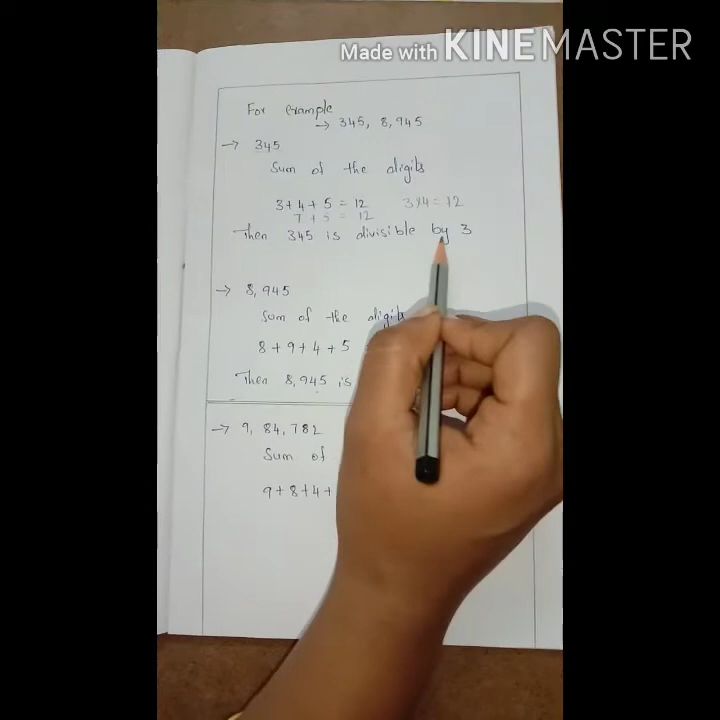 Made with KINEMASTER
For example
→ 345, 8,945
→ 345
Sum of the digits
3+4+5 = 12 3x4=12
7+5 = 12
Then 345 is divisible by 3
→ 8,945
Sum of the digits
8+9+4+5
Then 8,945 is
→ 9,84,782
Sum of
9+8+4+